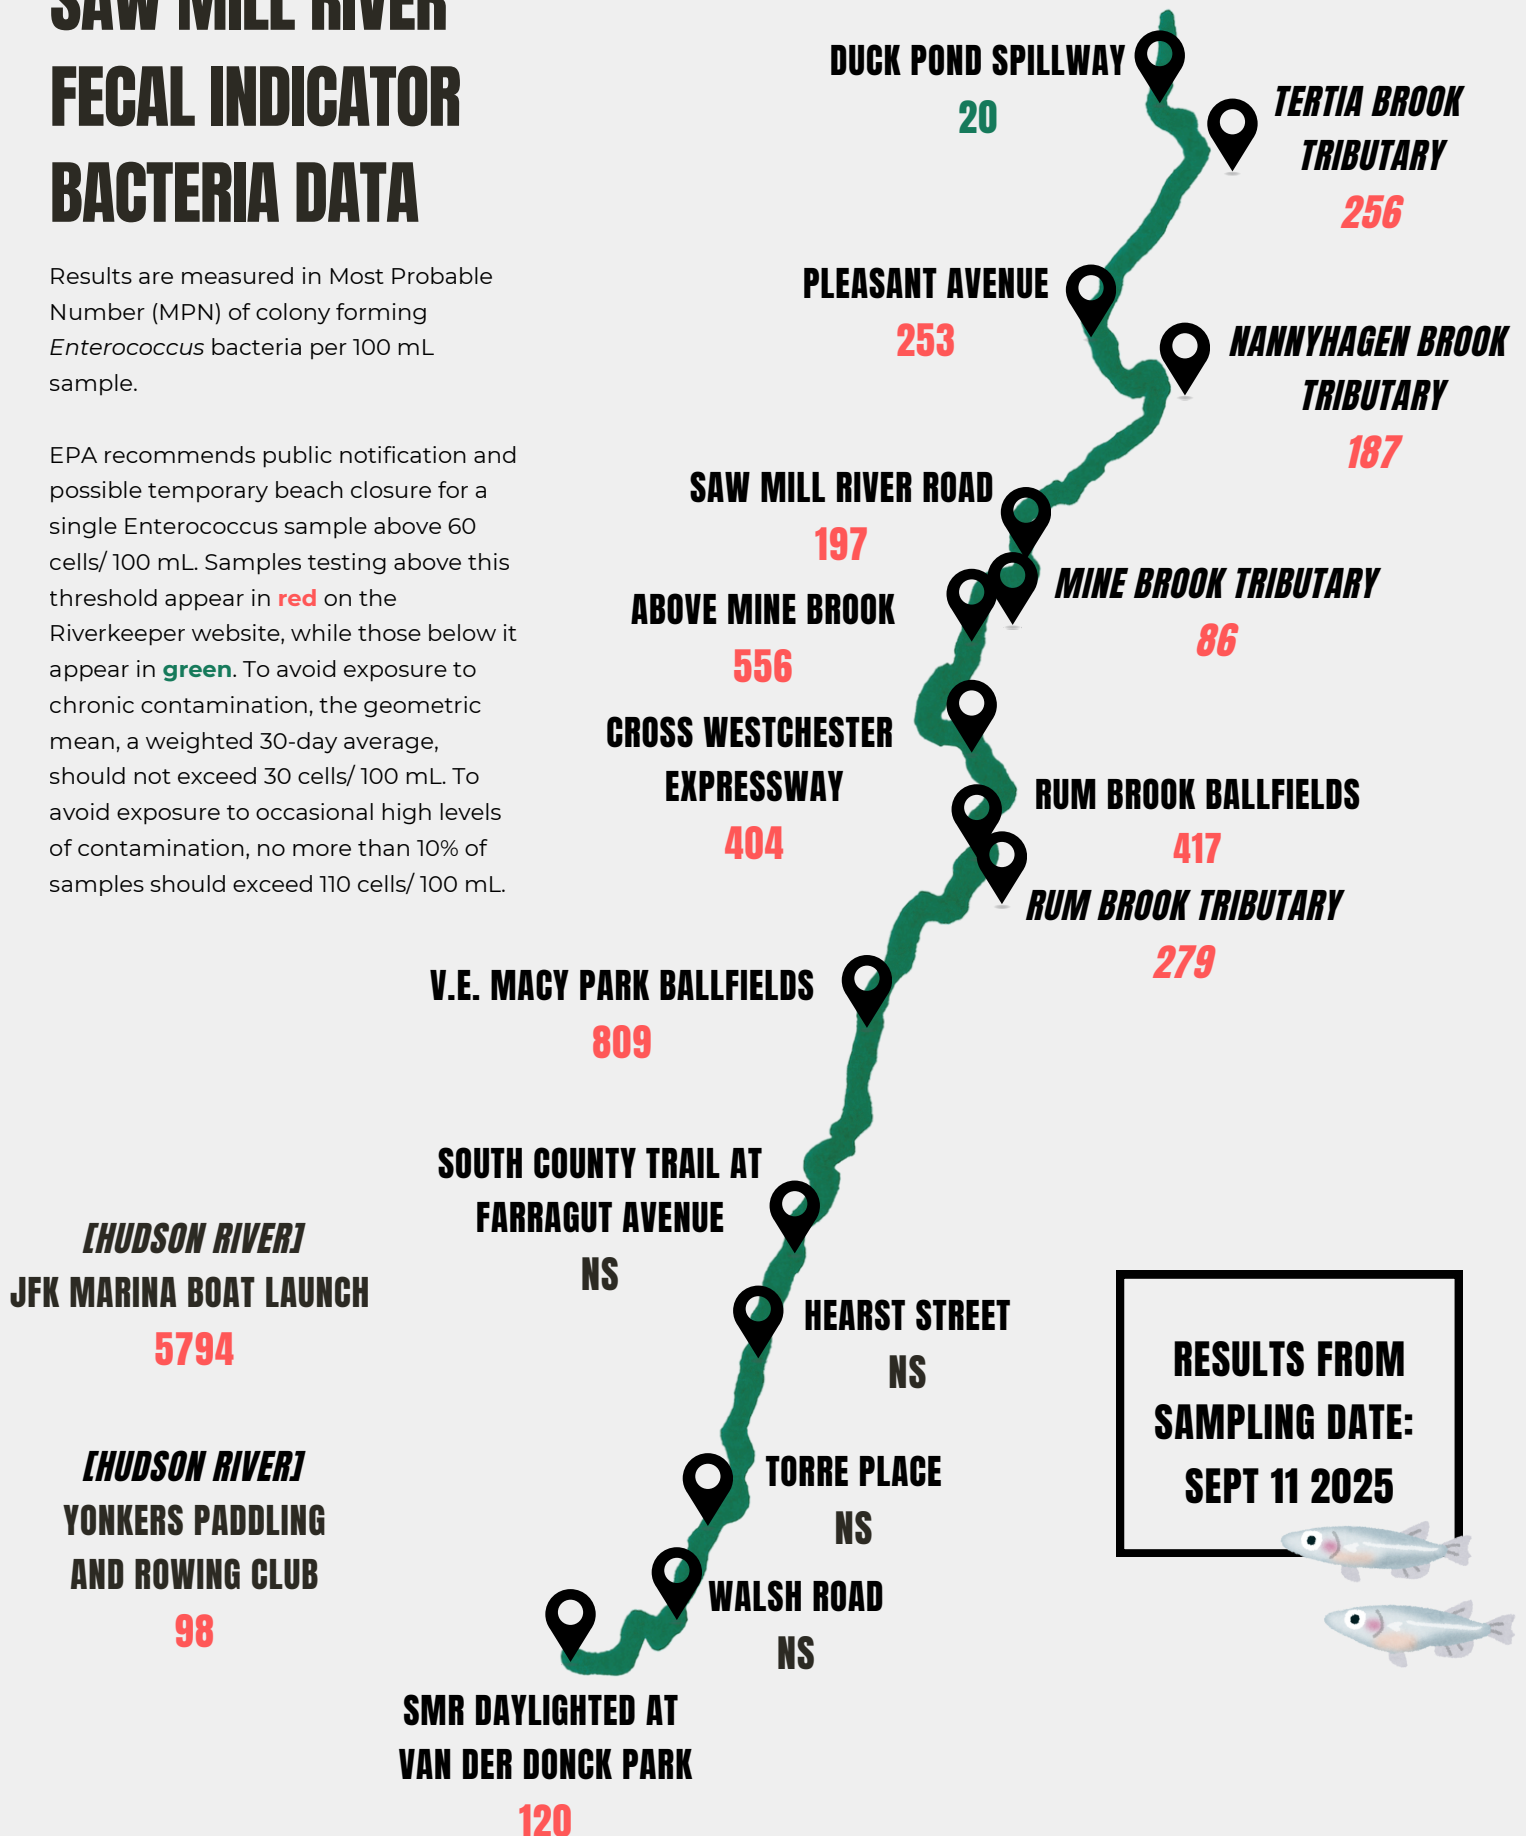 SAW MILL RIVER
FECAL INDICATOR
BACTERIA DATA
Results are measured in Most Probable
Number (MPN) of colony forming
Enterococcus bacteria per 100 mL
sample.
EPA recommends public notification and
possible temporary beach closure for a
single Enterococcus sample above 60
cells/ 100 mL. Samples testing above this
threshold appear in red on the
Riverkeeper website, while those below it
appear in green. To avoid exposure to
chronic contamination, the geometric
mean, a weighted 30-day average,
should not exceed 30 cells/ 100 mL. To
avoid exposure to occasional high levels
of contamination, no more than 10% of
samples should exceed 110 cells/ 100 mL.
DUCK POND SPILLWAY
20
TERTIA BROOK
TRIBUTARY
256
PLEASANT AVENUE
253
NANNYHAGEN BROOK
TRIBUTARY
187
SAW MILL RIVER ROAD
197
MINE BROOK TRIBUTARY
86
ABOVE MINE BROOK
556
CROSS WESTCHESTER
EXPRESSWAY
404
RUM BROOK BALLFIELDS
417
RUM BROOK TRIBUTARY
279
V.E. MACY PARK BALLFIELDS
809
SOUTH COUNTY TRAIL AT
FARRAGUT AVENUE
NS
HEARST STREET
NS
TORRE PLACE
NS
WALSH ROAD
NS
SMR DAYLIGHTED AT
VAN DER DONCK PARK
120
[HUDSON RIVER]
JFK MARINA BOAT LAUNCH
5794
[HUDSON RIVER]
YONKERS PADDLING
AND ROWING CLUB
98
RESULTS FROM
SAMPLING DATE:
SEPT 11 2025